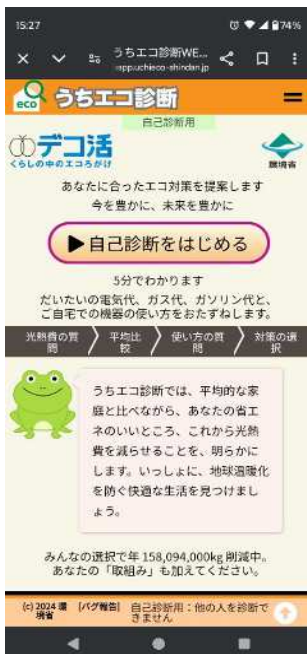 15:27
74%
うちエコ診断WE...
app.uchieco-shindan.jp
eco
うちエコ診断
自己診断用
デコ活
くらしの中のエコろがけ
環境省
あなたに合ったエコ対策を提案します
今を豊かに、未来を豊かに
▶自己診断をはじめる
5分でわかります
だいたいの電気代、ガス代、ガソリン代と、
ご自宅での機器の使い方をおたずねします。
光熱費の質
問
平均比
較
使い方の質
問
対策の選
択
うちエコ診断では、平均的な家
庭と比べながら、あなたの省エ
ネのいいところ、これから光熱
費を減らせることを、明らかに
します。いっしょに、地球温暖化
を防ぐ快適な生活を見つけまし
ょう。
みんなの選択で年 158,094,000kg 削減中。
あなたの「取組み」も加えてください。
(c) 2024 環
境省
[バグ報告]
自己診断用：他の人を診断で
きません